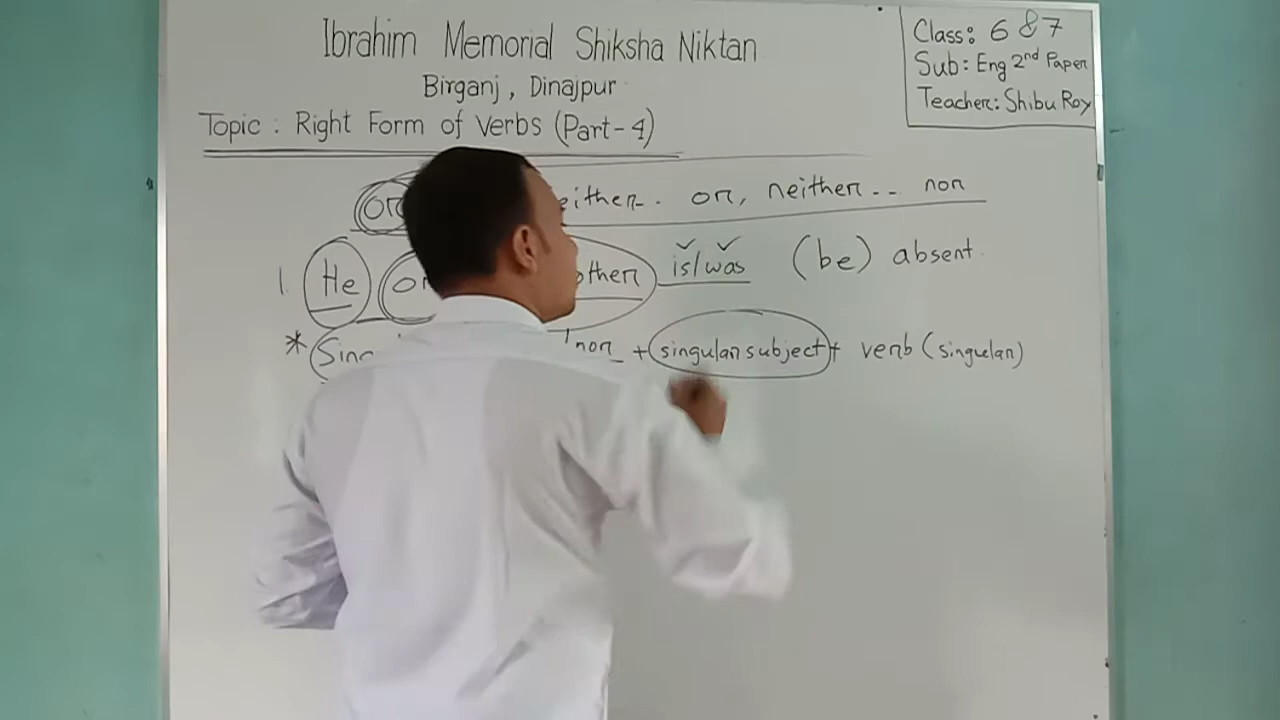 Ibrahim Memorial Shiksha Niktan
Birganj, Dinajpur
Topic : Right Form of Verbs (Part-4)
Class: 6 & 7
Sub: Eng 2nd Paper
Teacher: Shibu Roy
or either.. or, neither.. nor
1. He is/was (be) absent.
* nor + singular subject + verb (singular)